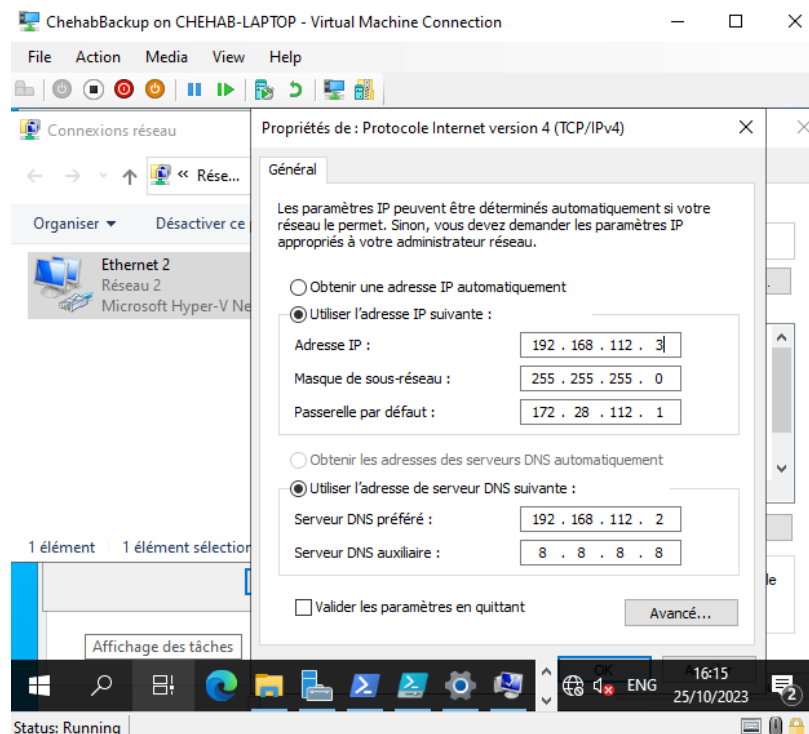 ChehabBackup on CHEHAB-LAPTOP - Virtual Machine Connection
File Action Media View Help
Connexions réseau
« Rése...
Organiser Désactiver ce
Ethernet 2
Réseau 2
Microsoft Hyper-V Ne
1 élément 1 élément sélection
Propriétés de : Protocole Internet version 4 (TCP/IPv4)
Général
Les paramètres IP peuvent être déterminés automatiquement si votre
réseau le permet. Sinon, vous devez demander les paramètres IP
appropriés à votre administrateur réseau.
Obtenir une adresse IP automatiquement
Utiliser l'adresse IP suivante :
Adresse IP : 192 . 168 . 112 . 3
Masque de sous-réseau : 255 . 255 . 255 . 0
Passerelle par défaut : 172 . 28 . 112 . 1
Obtenir les adresses des serveurs DNS automatiquement
Utiliser l'adresse de serveur DNS suivante :
Serveur DNS préféré : 192 . 168 . 112 . 2
Serveur DNS auxiliaire : 8 . 8 . 8 . 8
Valider les paramètres en quittant
Avancé...
le
Affichage des tâches
OK
ENG
16:15
25/10/2023
2
Status: Running